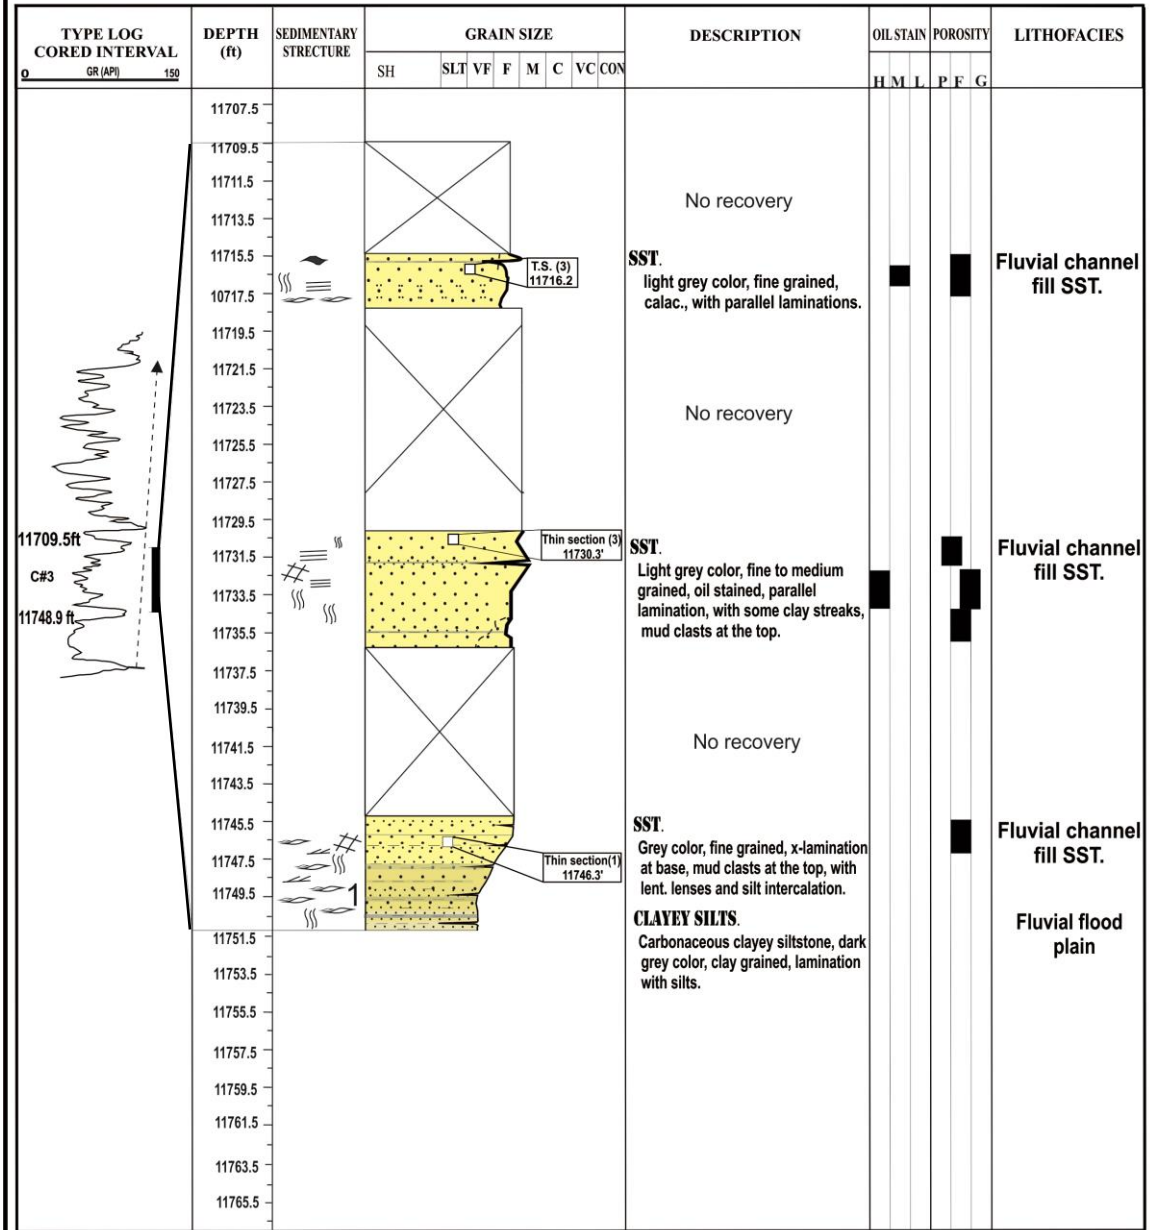 TYPE LOG
CORED INTERVAL
0 GR (API) 150
DEPTH
(ft)
SEDIMENTARY
STRECTURE
GRAIN SIZE
SH SLT VF F M C VC CON
DESCRIPTION
OIL STAIN
H M L
POROSITY
P F G
LITHOFACIES
11707.5
11709.5
11711.5
No recovery
11713.5
11715.5
SST.
Fluvial channel
fill SST.
T.S. (3)
11716.2
light grey color, fine grained,
calac., with parallel laminations.
10717.5
11719.5
11721.5
11723.5
No recovery
11725.5
11727.5
11729.5
11709.5ft
C#3
11748.9 ft
11731.5
Thin section (3)
11730.3'
SST.
Light grey color, fine to medium
grained, oil stained, parallel
lamination, with some clay streaks,
mud clasts at the top.
Fluvial channel
fill SST.
11733.5
11735.5
11737.5
11739.5
11741.5
No recovery
11743.5
11745.5
SST.
Grey color, fine grained, x-lamination
at base, mud clasts at the top, with
lent. lenses and silt intercalation.
Fluvial channel
fill SST.
11747.5
Thin section(1)
11746.3'
11749.5
1
CLAYEY SILTS.
Carbonaceous clayey siltstone, dark
grey color, clay grained, lamination
with silts.
Fluvial flood
plain
11751.5
11753.5
11755.5
11757.5
11759.5
11761.5
11763.5
11765.5